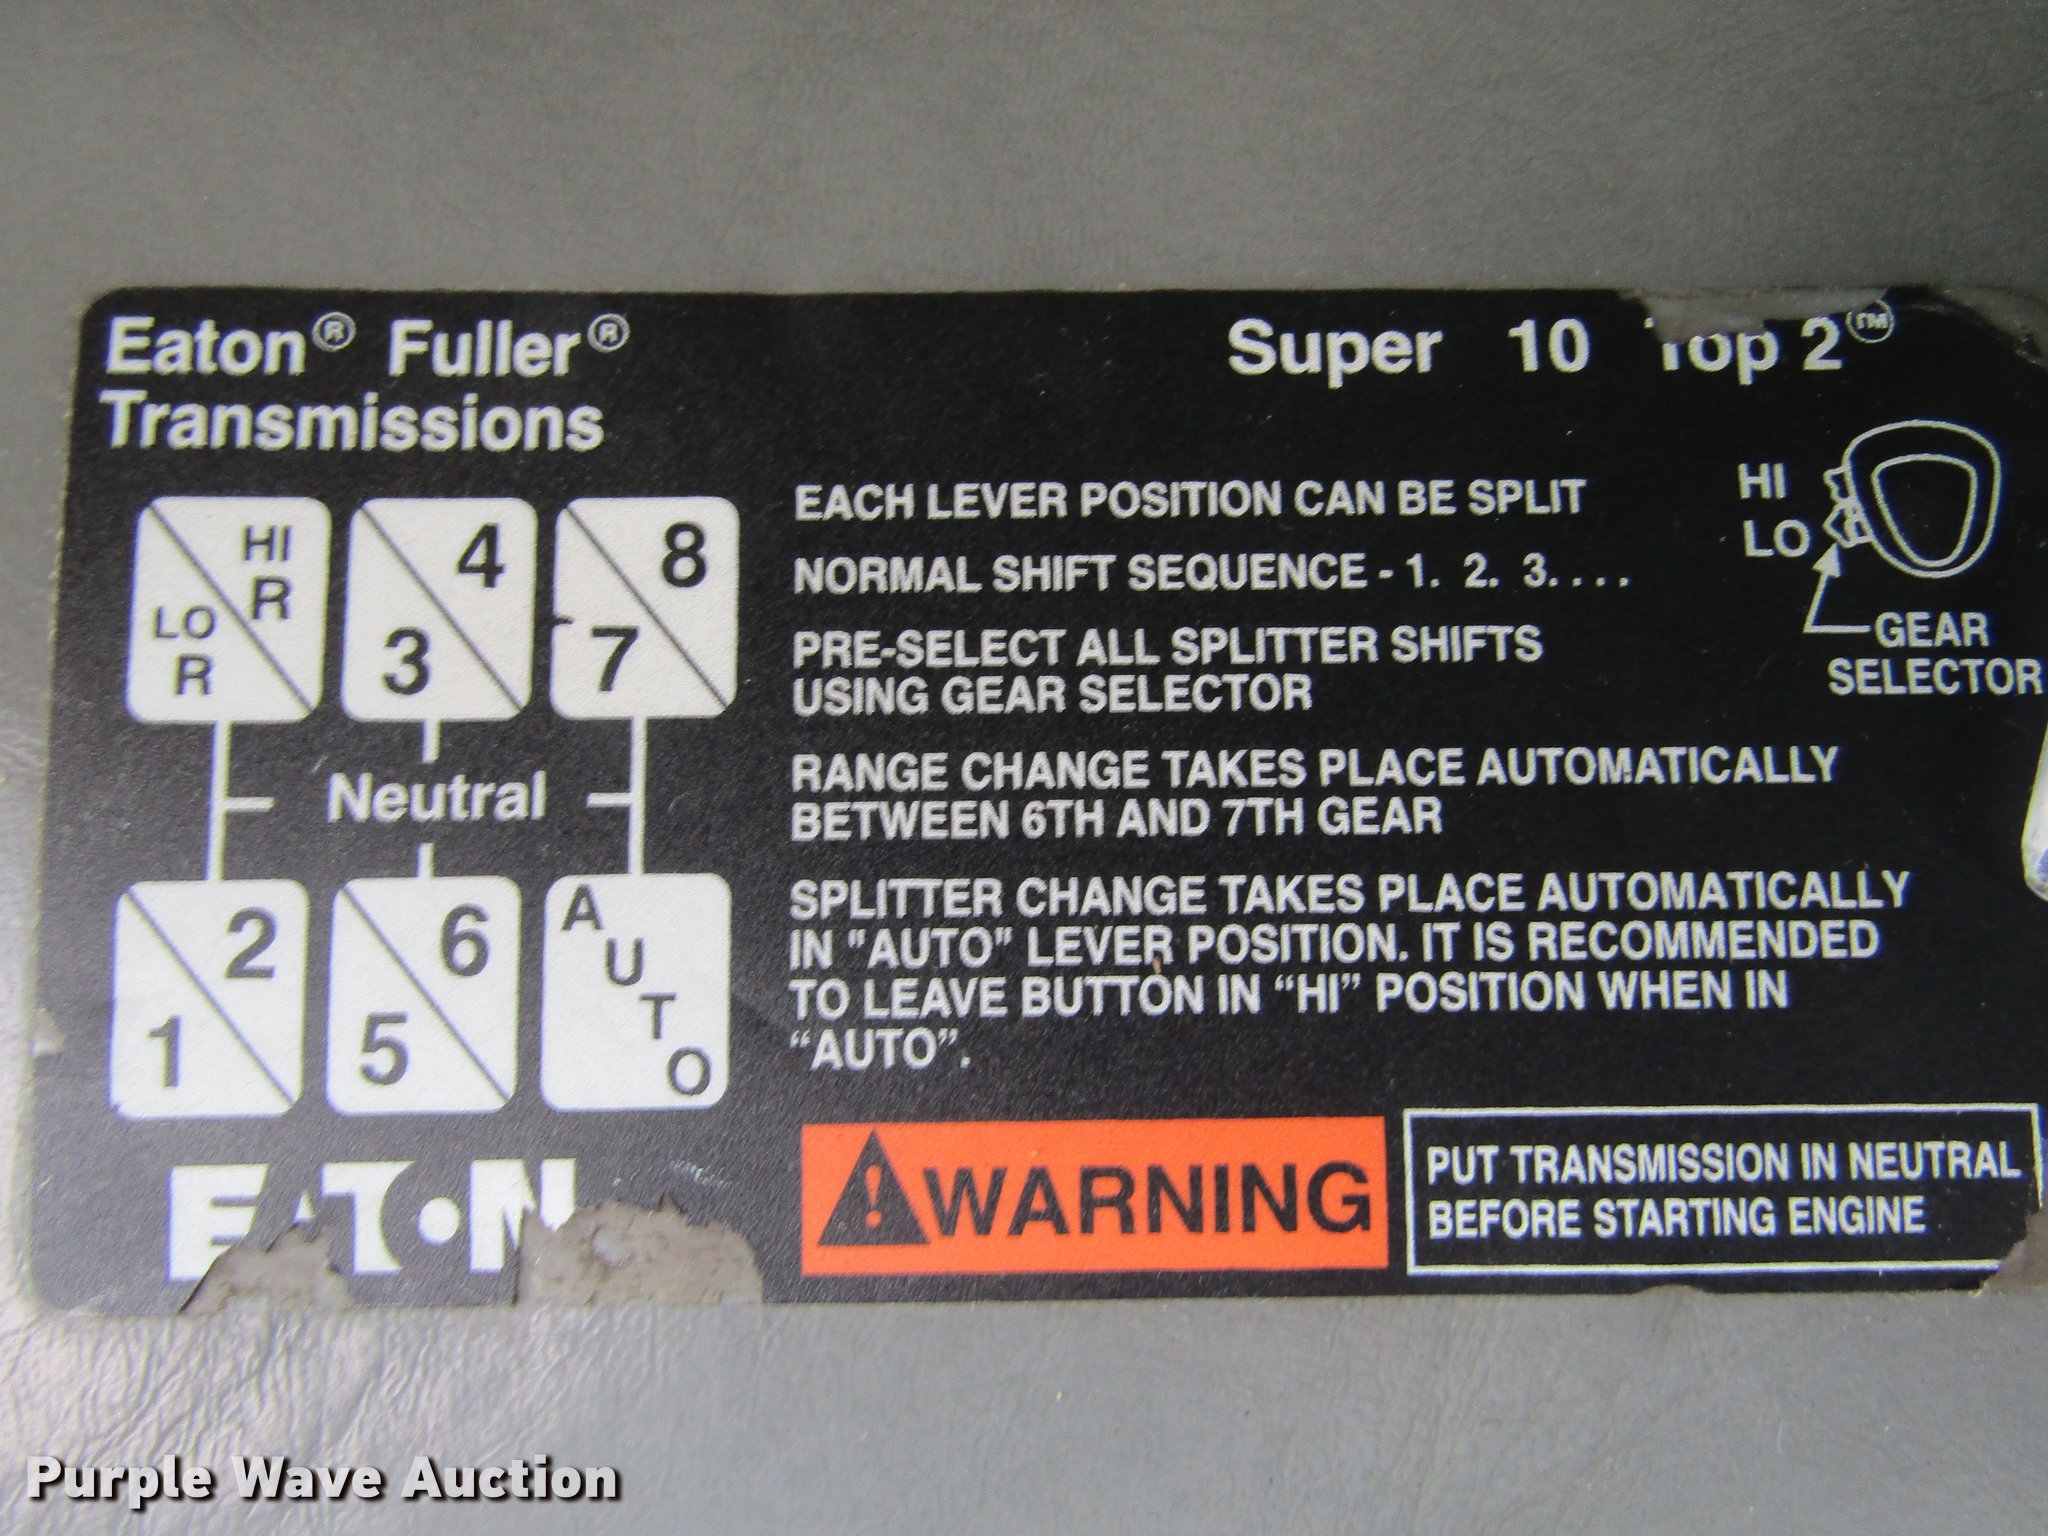 Eaton® Fuller®
Transmissions
Super 10 Top 2™
HI
R
LO
R
4
3
8
7
Neutral
2
1
6
5
AUTO
EATON
EACH LEVER POSITION CAN BE SPLIT
NORMAL SHIFT SEQUENCE - 1. 2. 3. . . .
PRE-SELECT ALL SPLITTER SHIFTS
USING GEAR SELECTOR
RANGE CHANGE TAKES PLACE AUTOMATICALLY
BETWEEN 6TH AND 7TH GEAR
SPLITTER CHANGE TAKES PLACE AUTOMATICALLY
IN "AUTO" LEVER POSITION. IT IS RECOMMENDED
TO LEAVE BUTTON IN “HI” POSITION WHEN IN
“AUTO”.
HI
LO
GEAR
SELECTOR
! WARNING
PUT TRANSMISSION IN NEUTRAL
BEFORE STARTING ENGINE
Purple Wave Auction